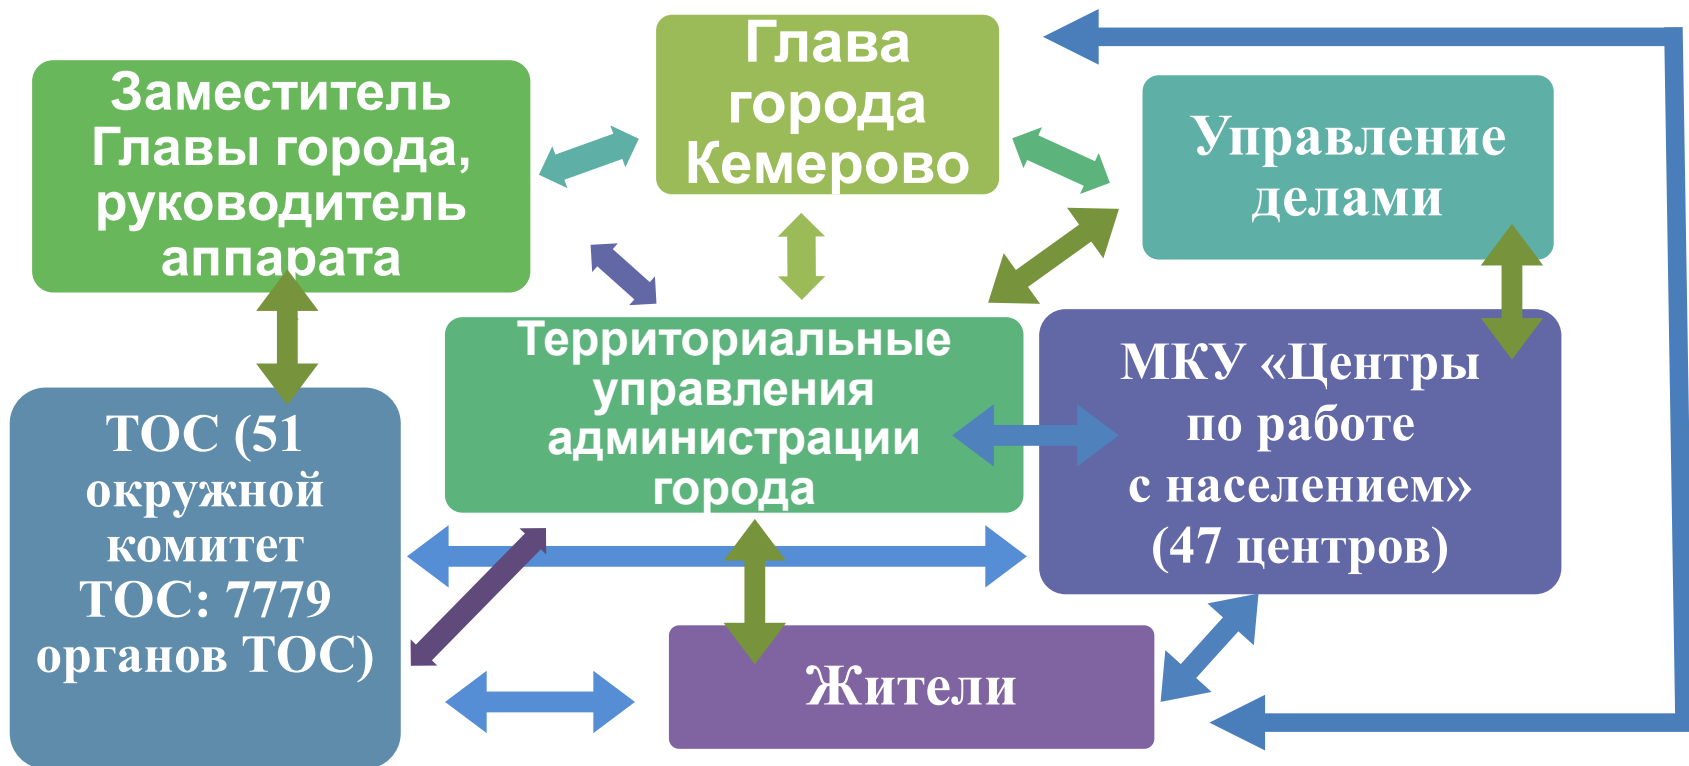 Глава
города
Кемерово
Заместитель
Главы города,
руководитель
аппарата
Управление
делами
Территориальные
управления
администрации
города
МКУ «Центры
по работе
с населением»
(47 центров)
ТОС (51
окружной
комитет
ТОС: 7779
органов ТОС)
Жители